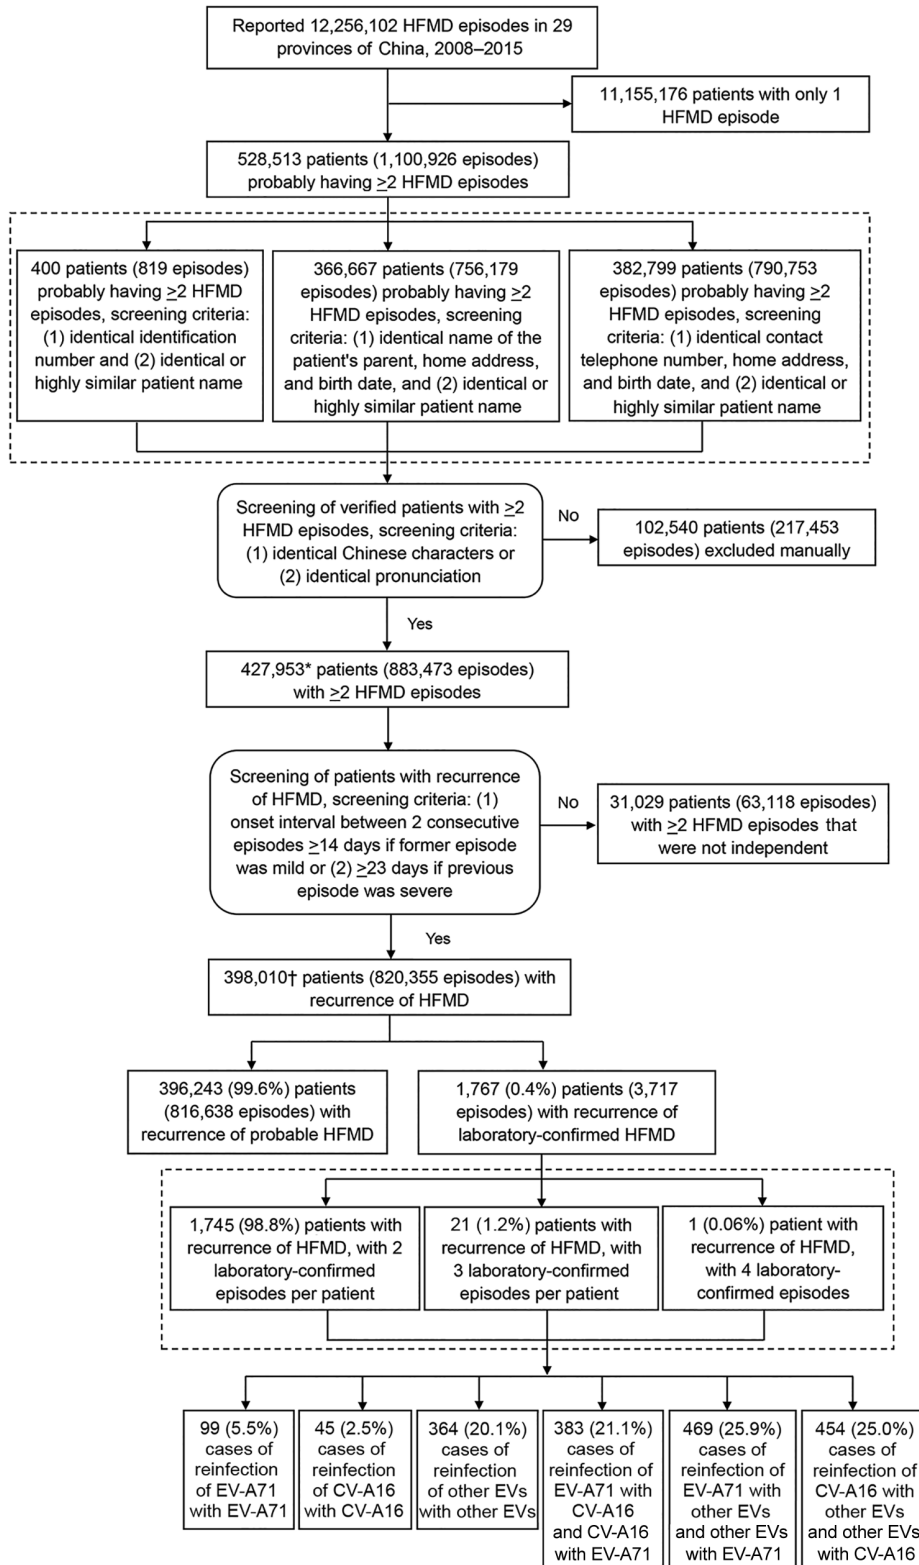 Reported 12,256,102 HFMD episodes in 29
provinces of China, 2008–2015
11,155,176 patients with only 1
HFMD episode
528,513 patients (1,100,926 episodes)
probably having ≥2 HFMD episodes
400 patients (819 episodes)
probably having ≥2 HFMD
episodes, screening criteria:
(1) identical identification
number and (2) identical or
highly similar patient name
366,667 patients (756,179
episodes) probably having ≥2
HFMD episodes, screening
criteria: (1) identical name of the
patient's parent, home address,
and birth date, and (2) identical or
highly similar patient name
382,799 patients (790,753
episodes) probably having ≥2
HFMD episodes, screening
criteria: (1) identical contact
telephone number, home address,
and birth date, and (2) identical or
highly similar patient name
Screening of verified patients with ≥2
HFMD episodes, screening criteria:
(1) identical Chinese characters or
(2) identical pronunciation
No
102,540 patients (217,453
episodes) excluded manually
Yes
427,953* patients (883,473 episodes)
with ≥2 HFMD episodes
Screening of patients with recurrence
of HFMD, screening criteria: (1)
onset interval between 2 consecutive
episodes ≥14 days if former episode
was mild or (2) ≥23 days if previous
episode was severe
No
31,029 patients (63,118 episodes)
with ≥2 HFMD episodes that
were not independent
Yes
398,010† patients (820,355 episodes) with
recurrence of HFMD
396,243 (99.6%) patients
(816,638 episodes) with
recurrence of probable HFMD
1,767 (0.4%) patients (3,717
episodes) with recurrence of
laboratory-confirmed HFMD
1,745 (98.8%) patients with
recurrence of HFMD, with 2
laboratory-confirmed
episodes per patient
21 (1.2%) patients with
recurrence of HFMD, with
3 laboratory-confirmed
episodes per patient
1 (0.06%) patient with
recurrence of HFMD,
with 4 laboratory-
confirmed episodes
99 (5.5%)
cases of
reinfection
of EV-A71
with EV-A71
45 (2.5%)
cases of
reinfection
of CV-A16
with CV-A16
364 (20.1%)
cases of
reinfection
of other EVs
with other EVs
383 (21.1%)
cases of
reinfection of
EV-A71 with
CV-A16
and CV-A16
with EV-A71
469 (25.9%)
cases of
reinfection of
EV-A71 with
other EVs
and other EVs
with EV-A71
454 (25.0%)
cases of
reinfection of
CV-A16 with
other EVs
and other EVs
with CV-A16